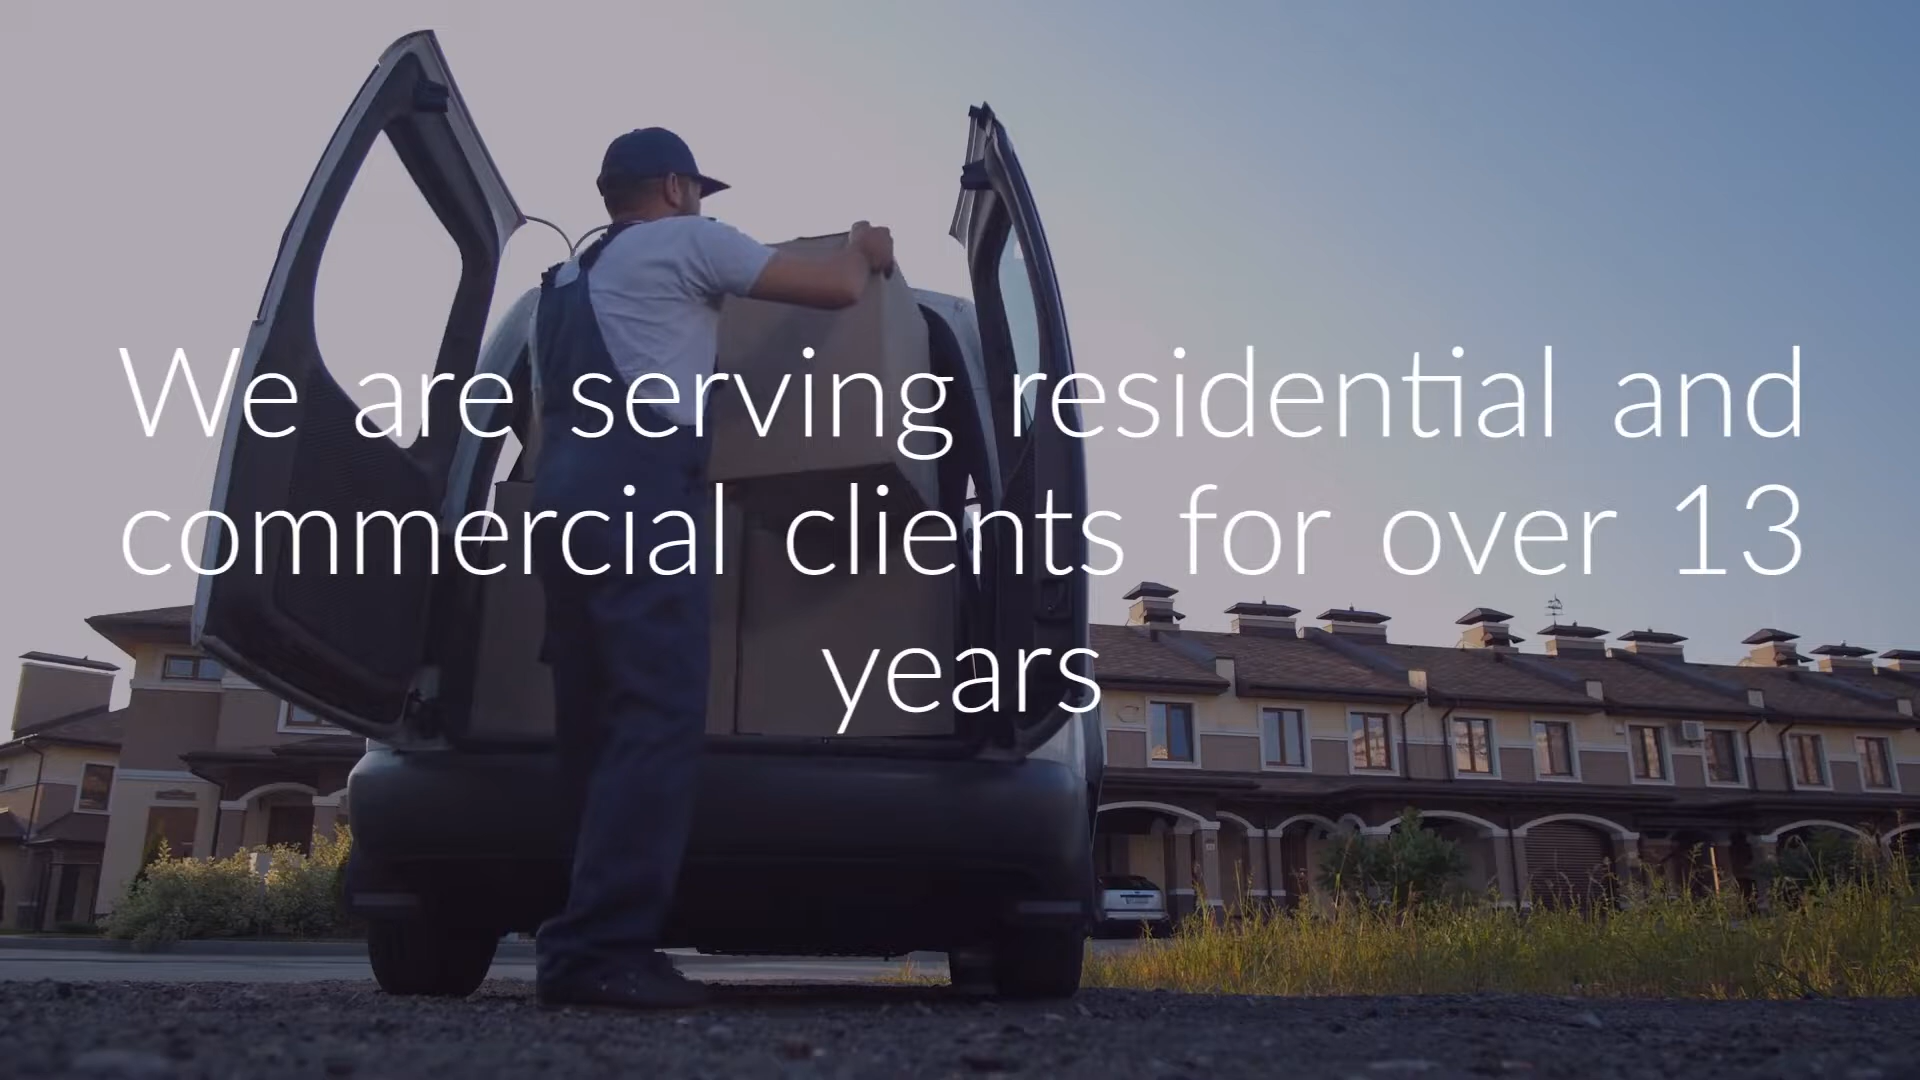 We are serving residential and
commercial clients for over 13
years